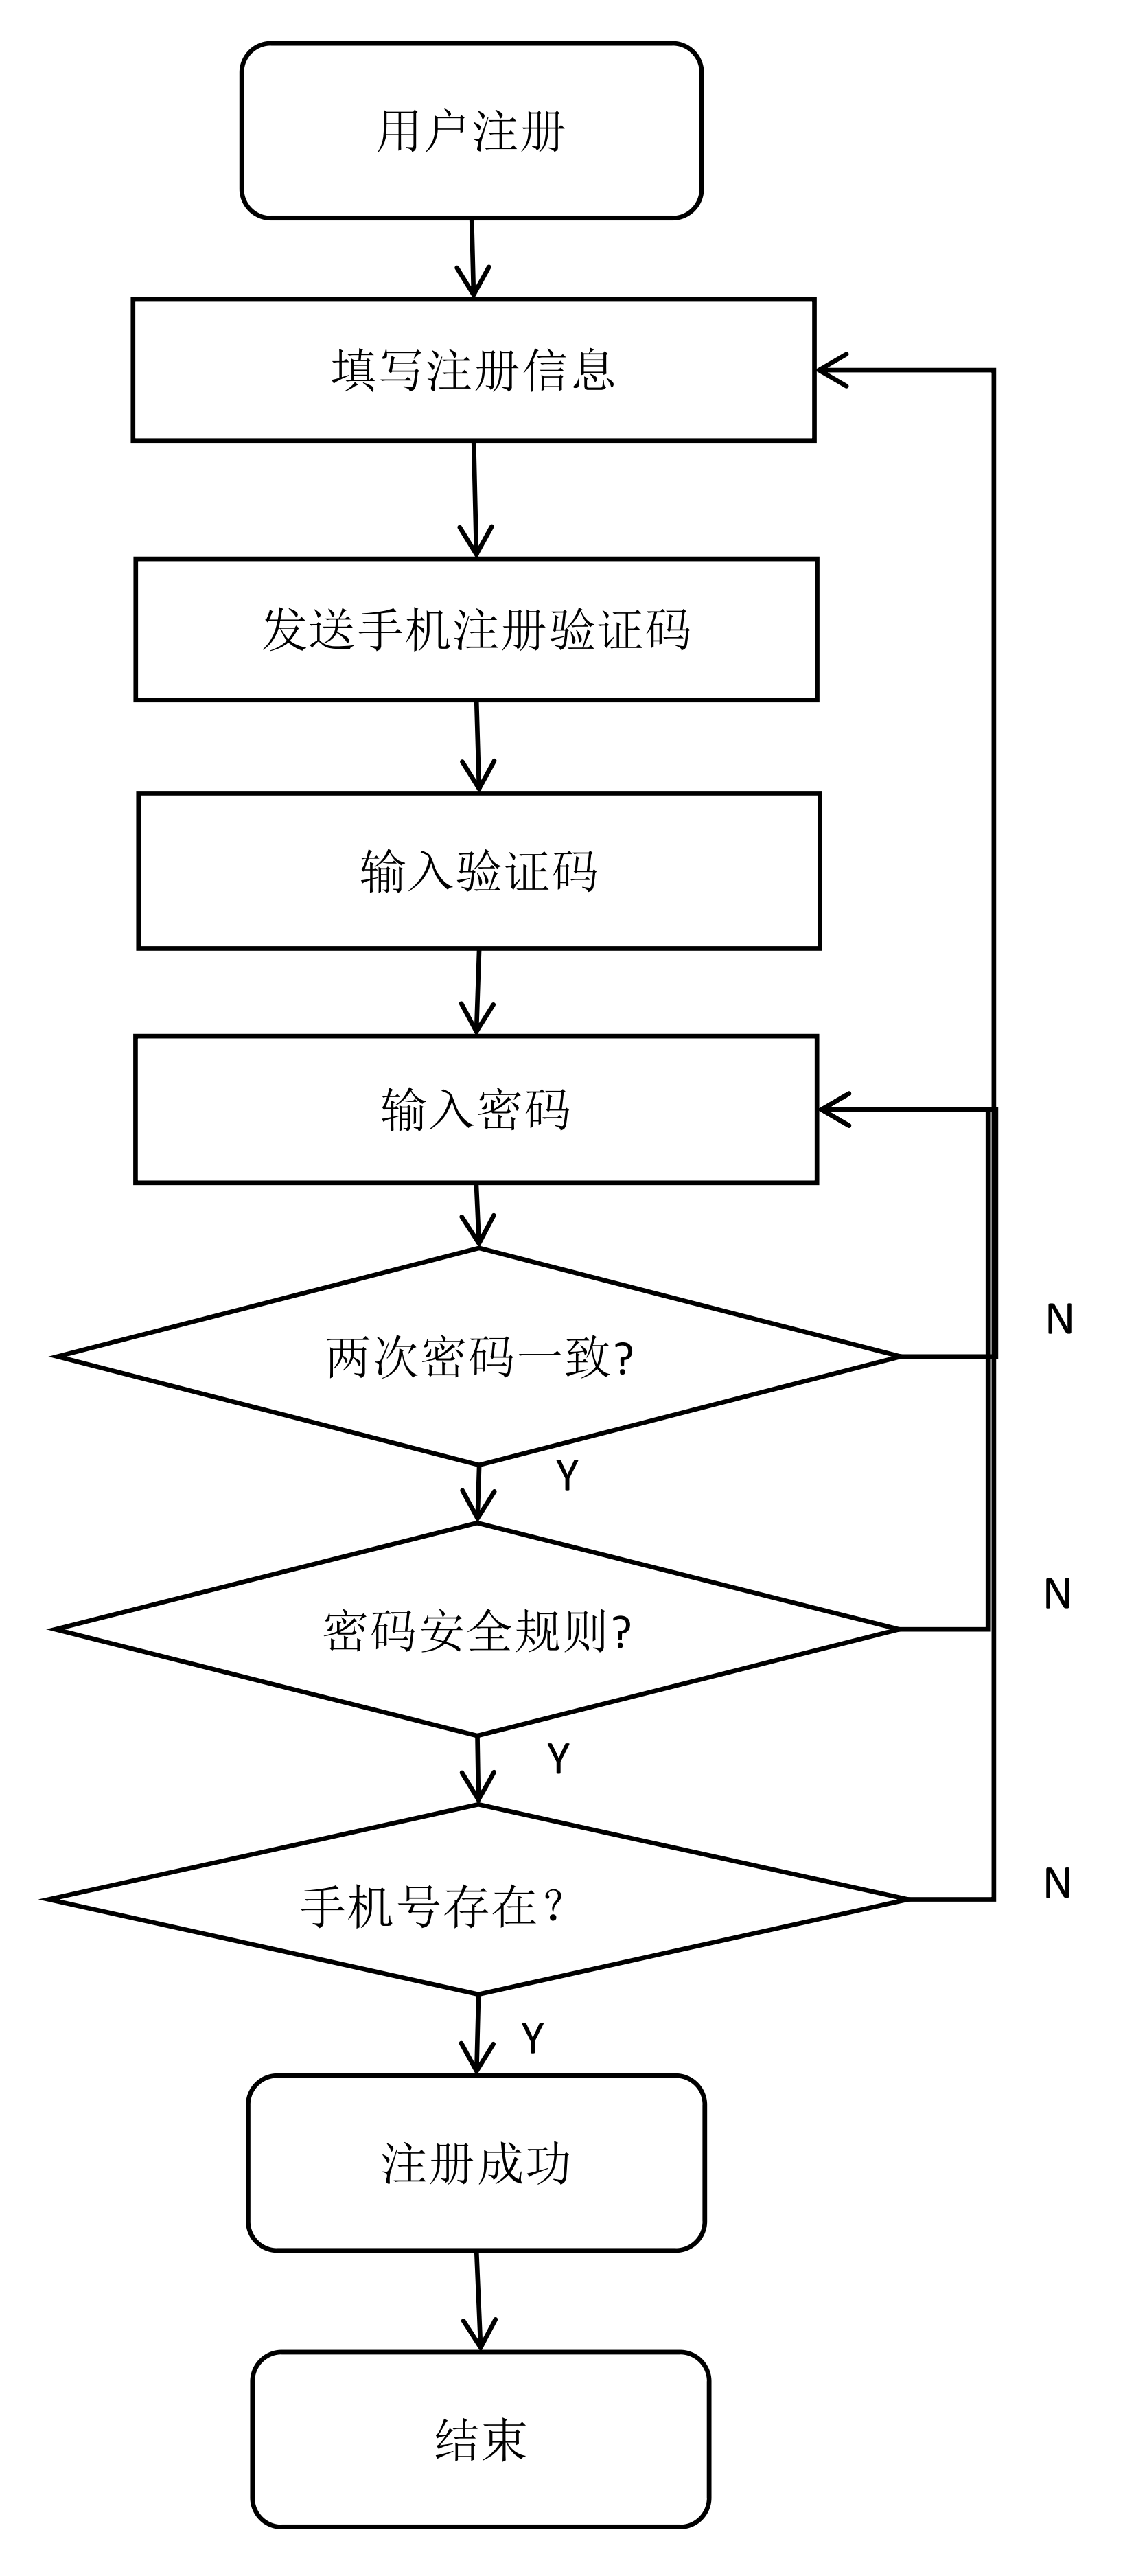 用户注册
填写注册信息
发送手机注册验证码
输入验证码
输入密码
N
两次密码一致?
Y
N
密码安全规则?
Y
N
手机号存在？
Y
注册成功
结束